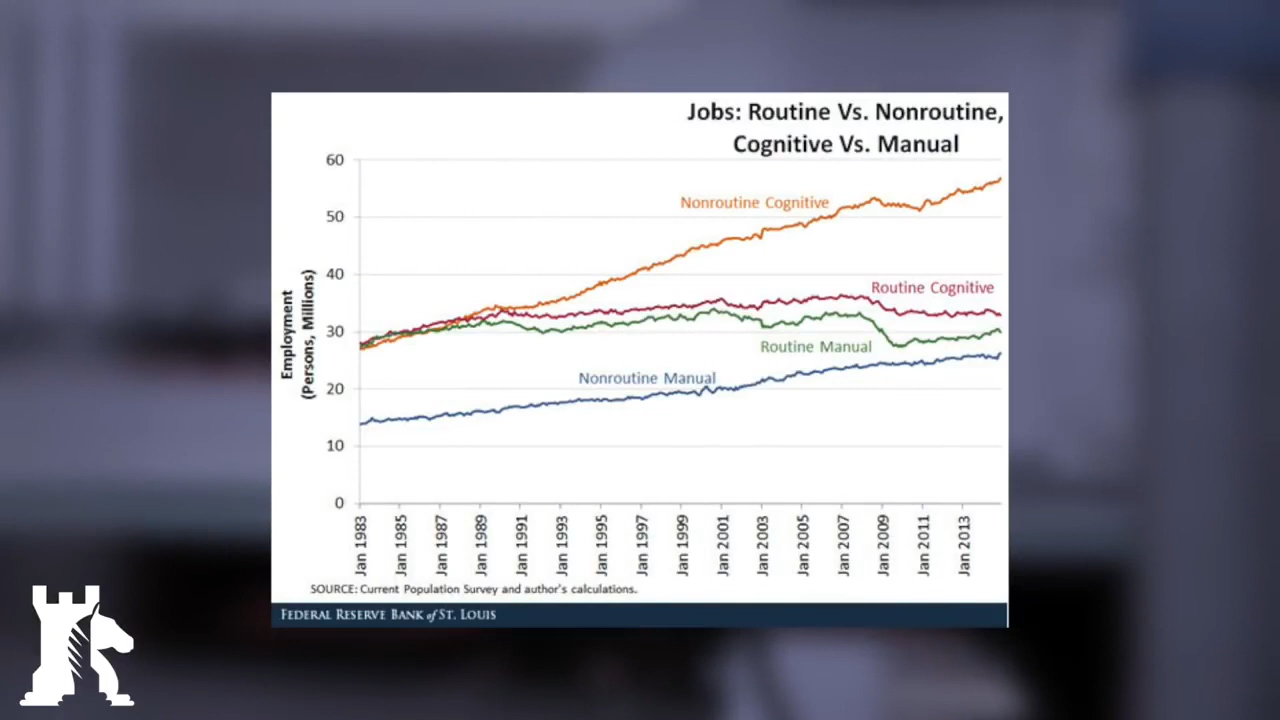 Jobs: Routine Vs. Nonroutine,
Cognitive Vs. Manual
60
50
40
30
20
10
0
Employment
(Persons, Millions)
Nonroutine Cognitive
Routine Cognitive
Routine Manual
Nonroutine Manual
Jan 1983
Jan 1985
Jan 1987
Jan 1989
Jan 1991
Jan 1993
Jan 1995
Jan 1997
Jan 1999
Jan 2001
Jan 2003
Jan 2005
Jan 2007
Jan 2009
Jan 2011
Jan 2013
SOURCE: Current Population Survey and author's calculations.
FEDERAL RESERVE BANK of ST. LOUIS